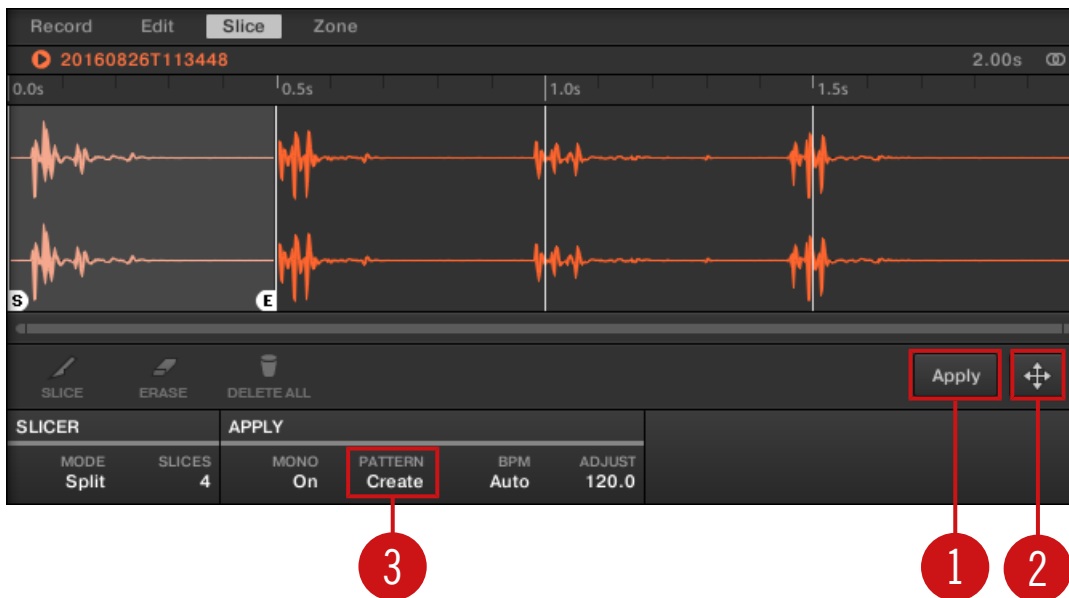 Record Edit Slice Zone
20160826T113448 2.00s
0.0s 0.5s 1.0s 1.5s
S E
SLICE ERASE DELETE ALL Apply
SLICER APPLY
MODE SLICES MONO PATTERN BPM ADJUST
Split 4 On Create Auto 120.0
3 1 2